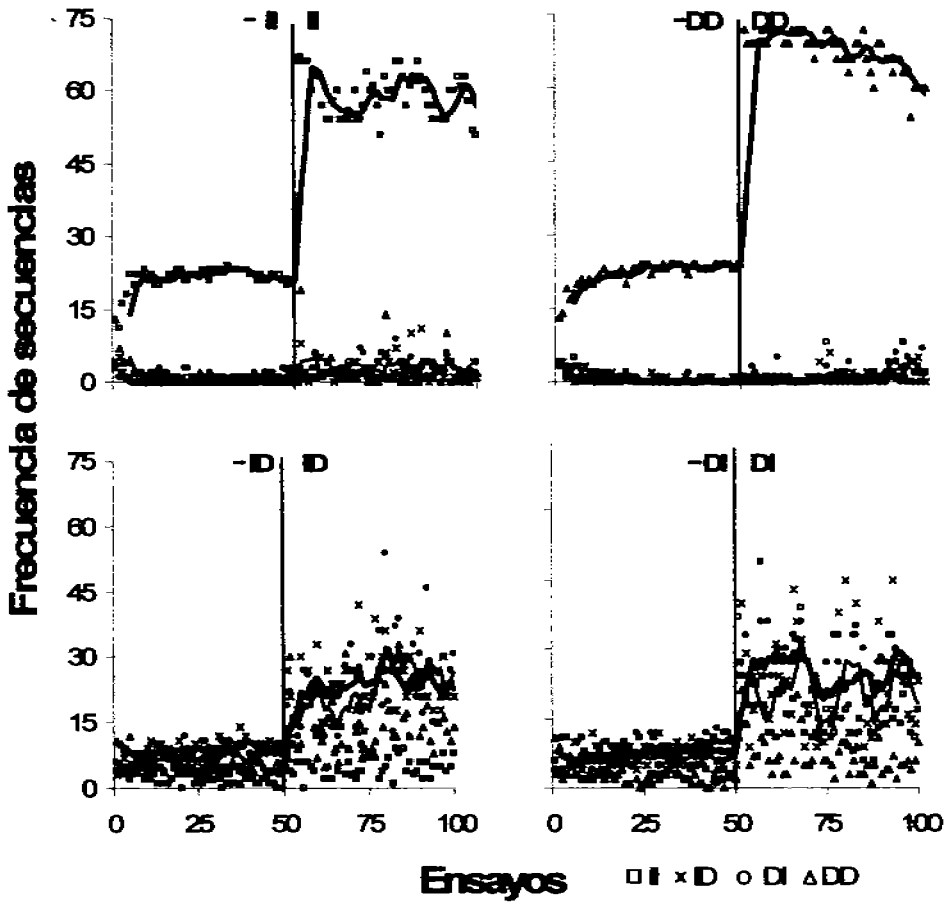 75 -II II -DD DD
60
45
30
15
0
Frecuencia de secuencias
75 -ID ID -DI DI
60
45
30
15
0
0 25 50 75 100 0 25 50 75 100
Ensayos □ II × ID ○ DI △ DD